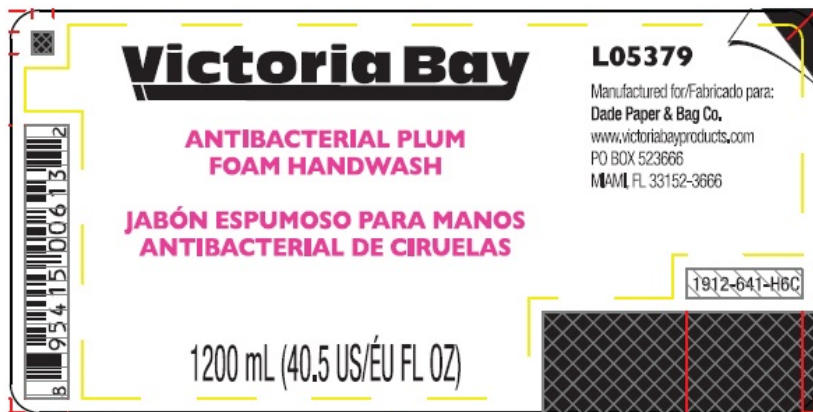 Victoria Bay
ANTIBACTERIAL PLUM
FOAM HANDWASH
JABÓN ESPUMOSO PARA MANOS
ANTIBACTERIAL DE CIRUELAS
1200 mL (40.5 US/ÉU FL OZ)
L05379
Manufactured for/Fabricado para:
Dade Paper & Bag Co.
www.victoriabayproducts.com
PO BOX 523666
MIAMI, FL 33152-3666
1912-641-H6C
8 95415 00613 2